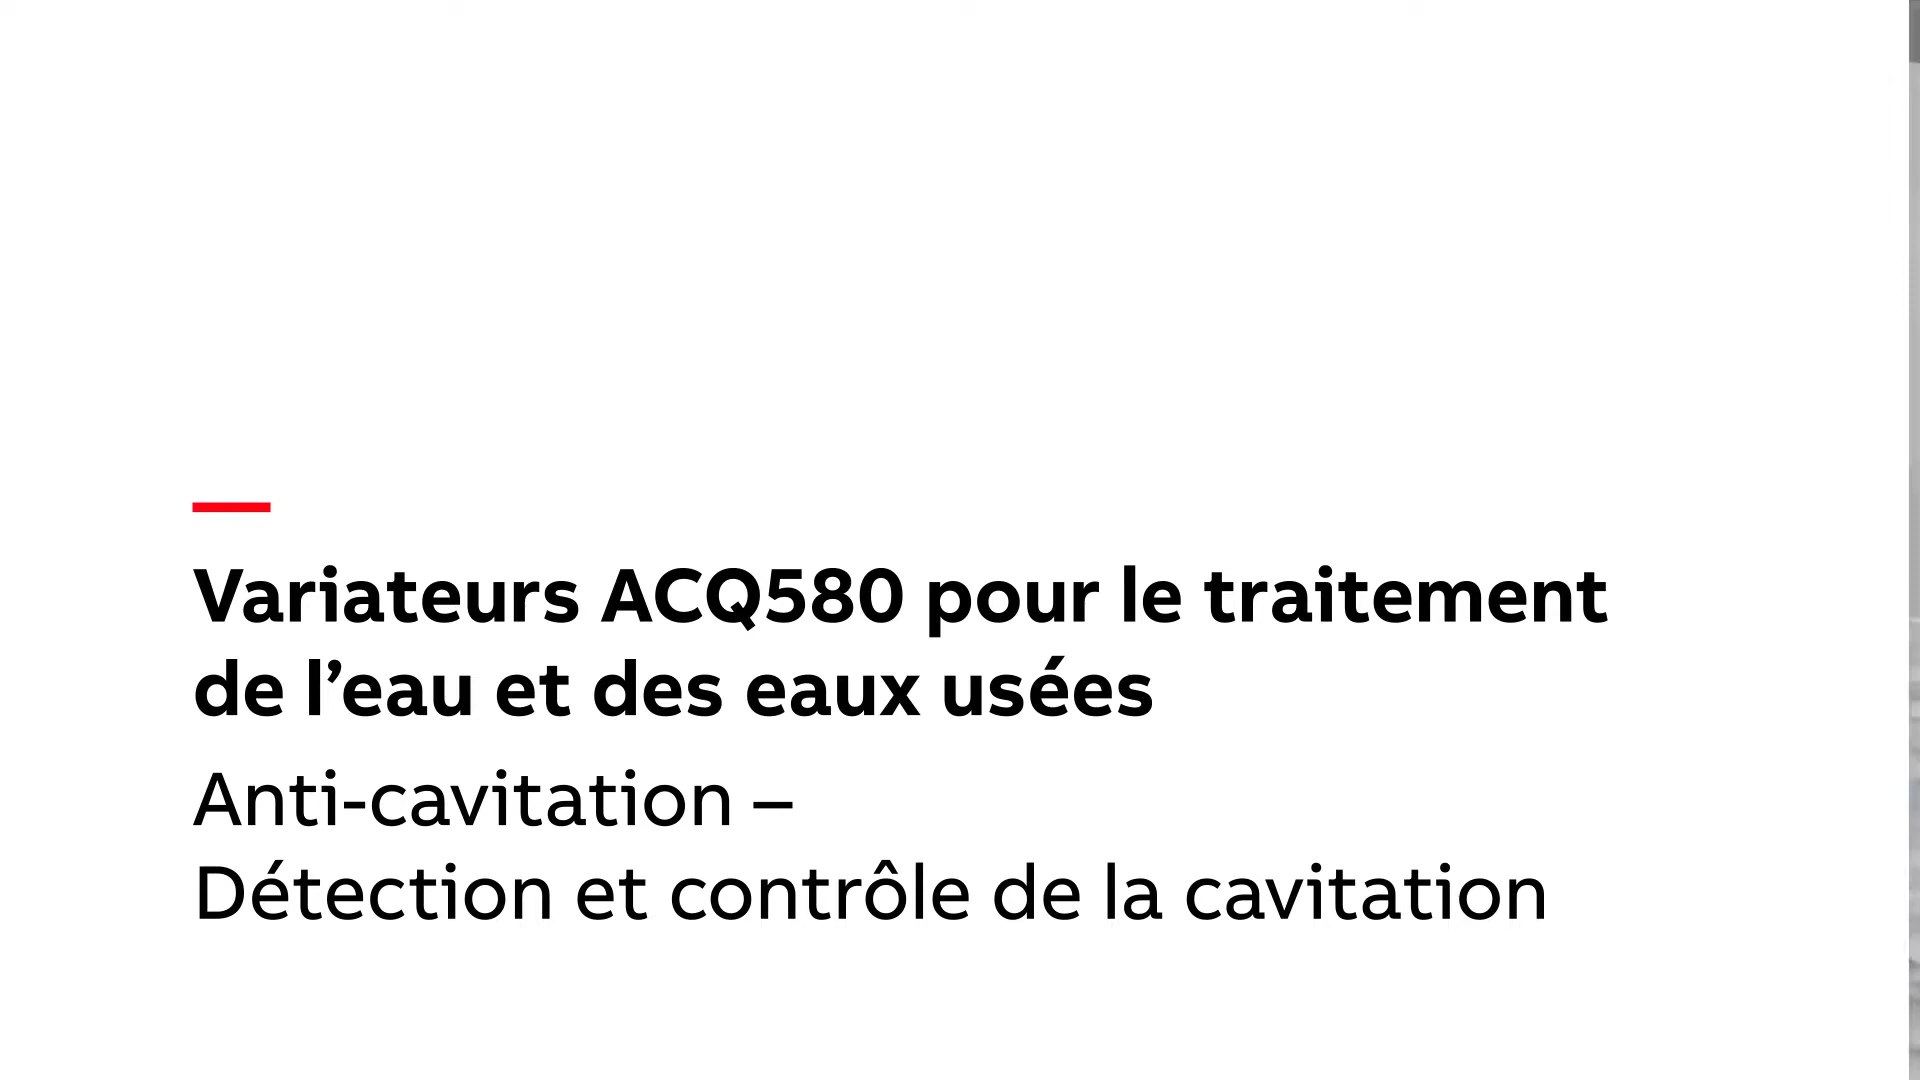 Variateurs ACQ580 pour le traitement
de l’eau et des eaux usées
Anti-cavitation –
Détection et contrôle de la cavitation